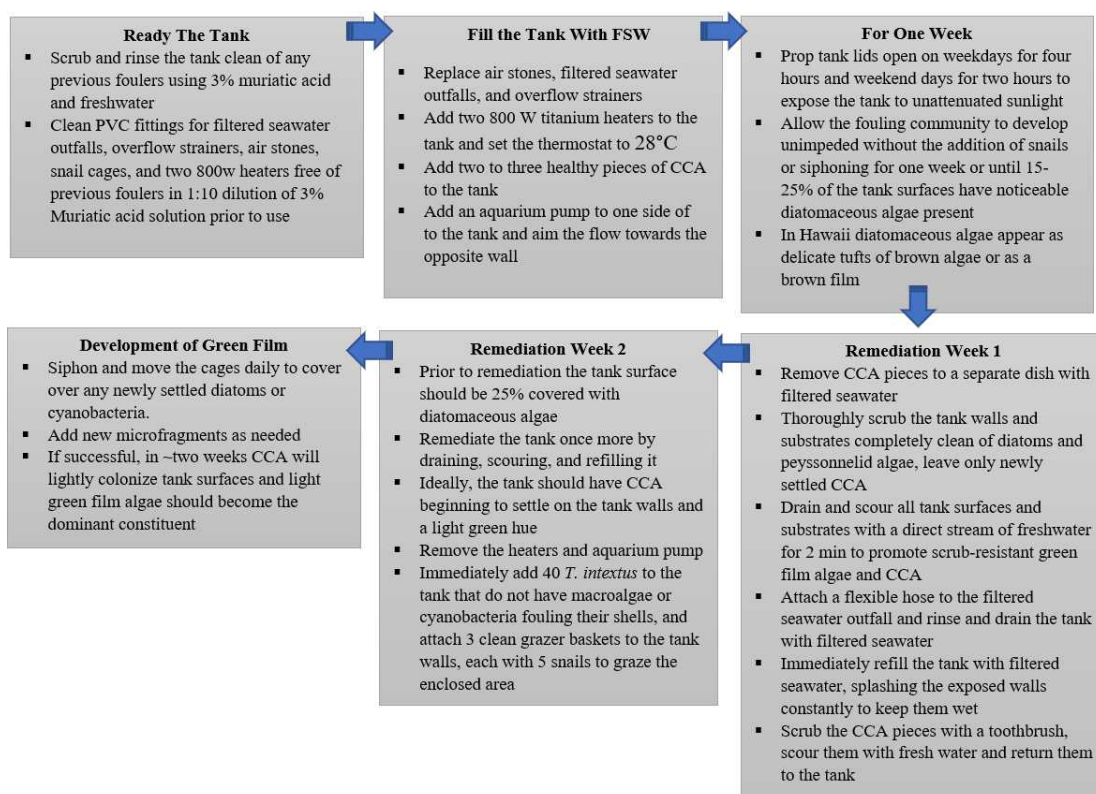 Ready The Tank
▪ Scrub and rinse the tank clean of any
previous foulers using 3% muriatic acid
and freshwater
▪ Clean PVC fittings for filtered seawater
outfalls, overflow strainers, air stones,
snail cages, and two 800w heaters free of
previous foulers in 1:10 dilution of 3%
Muriatic acid solution prior to use
Fill the Tank With FSW
▪ Replace air stones, filtered seawater
outfalls, and overflow strainers
▪ Add two 800 W titanium heaters to the
tank and set the thermostat to 28°C
▪ Add two to three healthy pieces of CCA
to the tank
▪ Add an aquarium pump to one side of
to the tank and aim the flow towards the
opposite wall
For One Week
▪ Prop tank lids open on weekdays for four
hours and weekend days for two hours to
expose the tank to unattenuated sunlight
▪ Allow the fouling community to develop
unimpeded without the addition of snails
or siphoning for one week or until 15-
25% of the tank surfaces have noticeable
diatomaceous algae present
▪ In Hawaii diatomaceous algae appear as
delicate tufts of brown algae or as a
brown film
Remediation Week 1
▪ Remove CCA pieces to a separate dish with
filtered seawater
▪ Thoroughly scrub the tank walls and
substrates completely clean of diatoms and
peyssonnelid algae, leave only newly
settled CCA
▪ Drain and scour all tank surfaces and
substrates with a direct stream of freshwater
for 2 min to promote scrub-resistant green
film algae and CCA
▪ Attach a flexible hose to the filtered
seawater outfall and rinse and drain the tank
with filtered seawater
▪ Immediately refill the tank with filtered
seawater, splashing the exposed walls
constantly to keep them wet
▪ Scrub the CCA pieces with a toothbrush,
scour them with fresh water and return them
to the tank
Remediation Week 2
▪ Prior to remediation the tank surface
should be 25% covered with
diatomaceous algae
▪ Remediate the tank once more by
draining, scouring, and refilling it
▪ Ideally, the tank should have CCA
beginning to settle on the tank walls and
a light green hue
▪ Remove the heaters and aquarium pump
▪ Immediately add 40 T. intextus to the
tank that do not have macroalgae or
cyanobacteria fouling their shells, and
attach 3 clean grazer baskets to the tank
walls, each with 5 snails to graze the
enclosed area
Development of Green Film
▪ Siphon and move the cages daily to cover
over any newly settled diatoms or
cyanobacteria.
▪ Add new microfragments as needed
▪ If successful, in ~two weeks CCA will
lightly colonize tank surfaces and light
green film algae should become the
dominant constituent